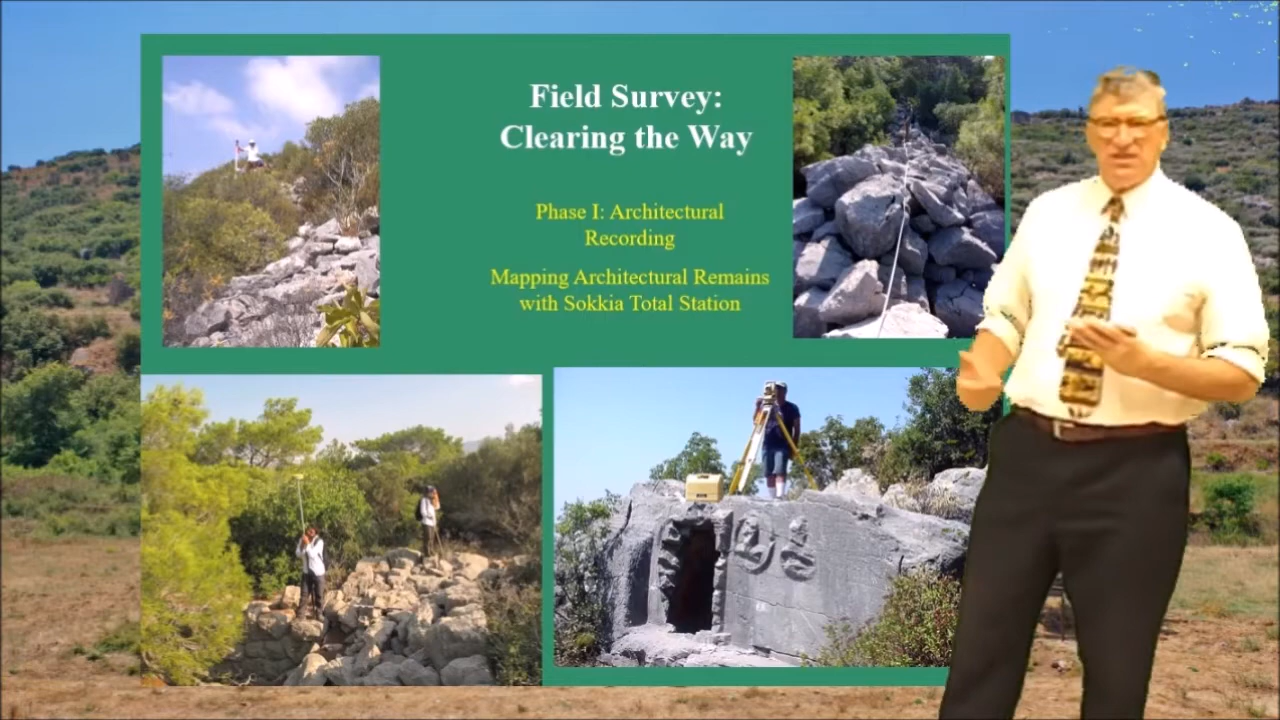 Field Survey:
Clearing the Way
Phase I: Architectural
Recording
Mapping Architectural Remains
with Sokkia Total Station